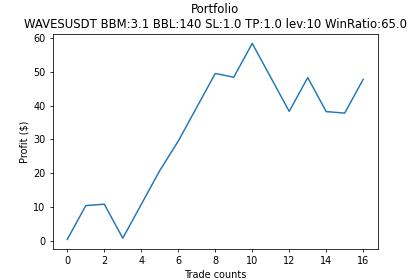 Portfolio
WAVESUSDT BBM:3.1 BBL:140 SL:1.0 TP:1.0 lev:10 WinRatio:65.0
60
50
40
30
20
10
0
Profit ($)
0 2 4 6 8 10 12 14 16
Trade counts